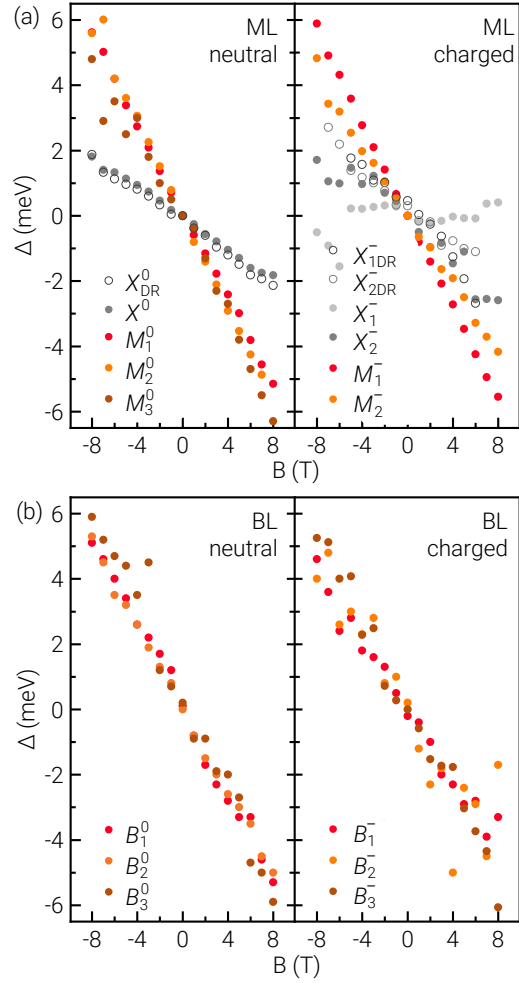 (a)
ML
neutral
ML
charged
Δ (meV)
6
4
2
0
-2
-4
-6
X⁰_DR
X⁰
M⁰₁
M⁰₂
M⁰₃
X⁻_1DR
X⁻_2DR
X⁻₁
X⁻₂
M⁻₁
M⁻₂
-8 -4 0 4 8 -8 -4 0 4 8
B (T) B (T)
(b)
BL
neutral
BL
charged
Δ (meV)
6
4
2
0
-2
-4
-6
B⁰₁
B⁰₂
B⁰₃
B⁻₁
B⁻₂
B⁻₃
-8 -4 0 4 8 -8 -4 0 4 8
B (T) B (T)